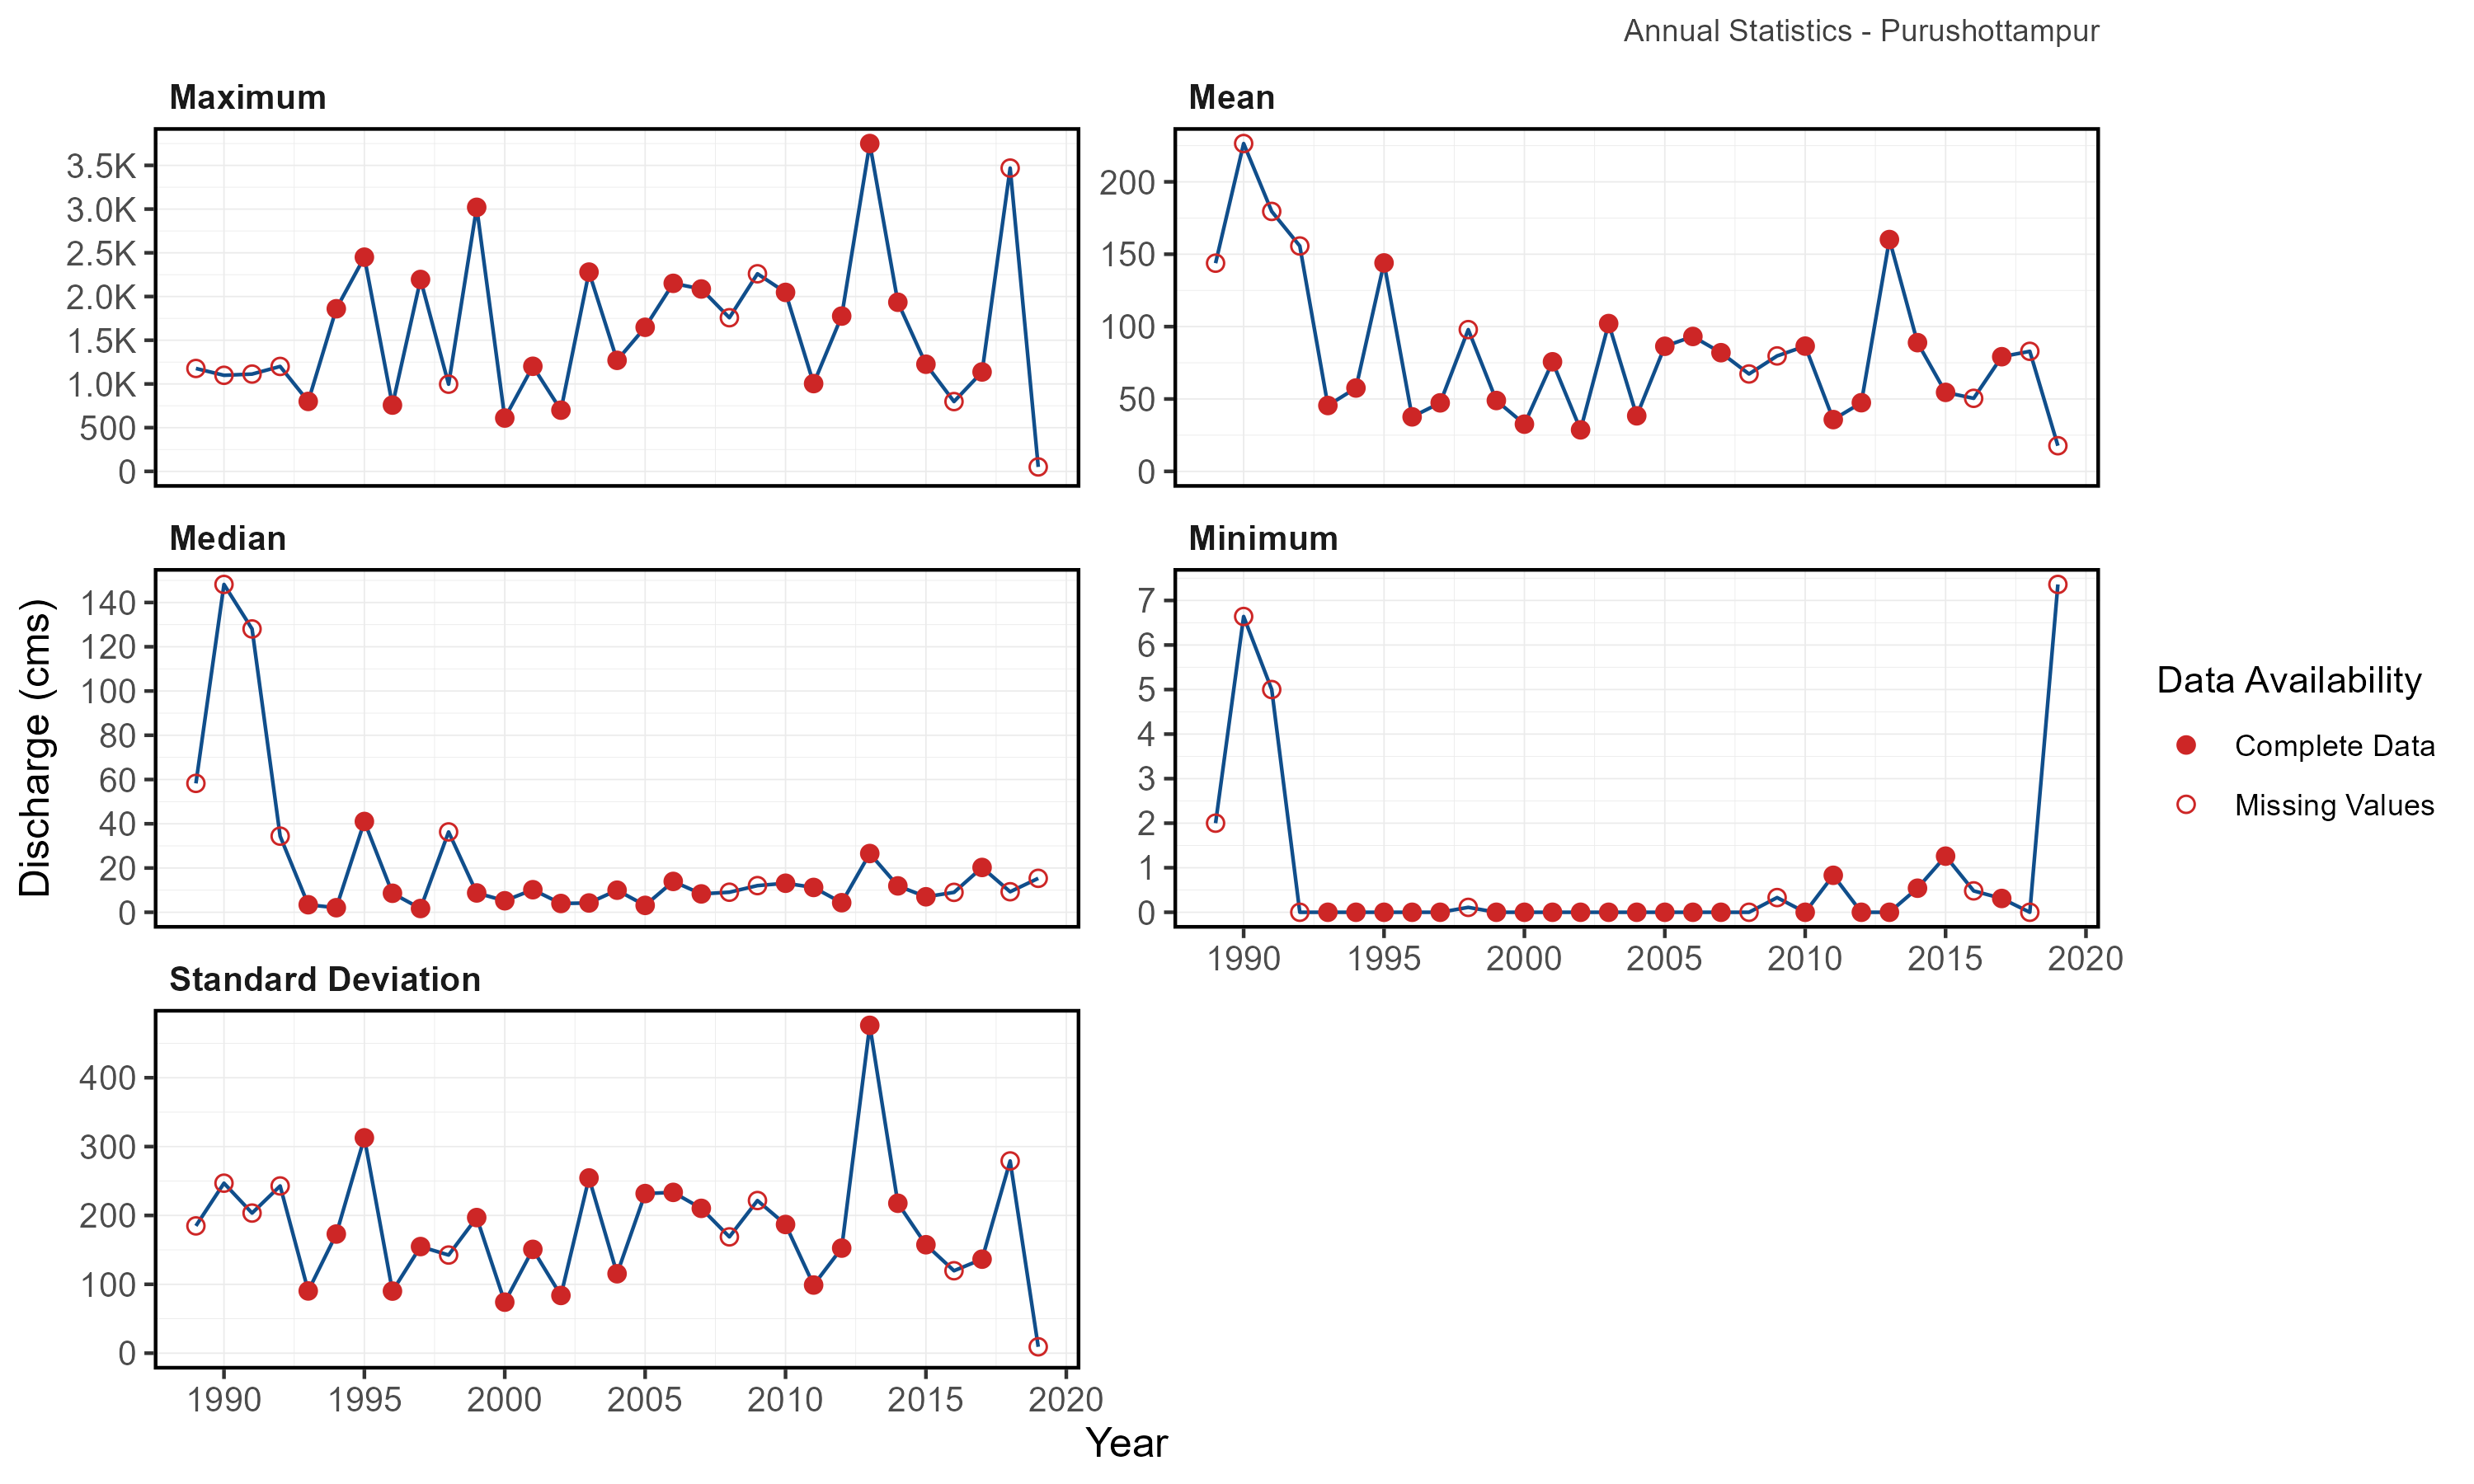 Annual Statistics - Purushottampur
Maximum
3.5K
3.0K
2.5K
2.0K
1.5K
1.0K
500
0
Mean
200
150
100
50
0
Median
140
120
100
80
60
40
20
0
Minimum
7
6
5
4
3
2
1
0
1990 1995 2000 2005 2010 2015 2020
Standard Deviation
400
300
200
100
0
1990 1995 2000 2005 2010 2015 2020
Year
Discharge (cms)
Data Availability
Complete Data
Missing Values